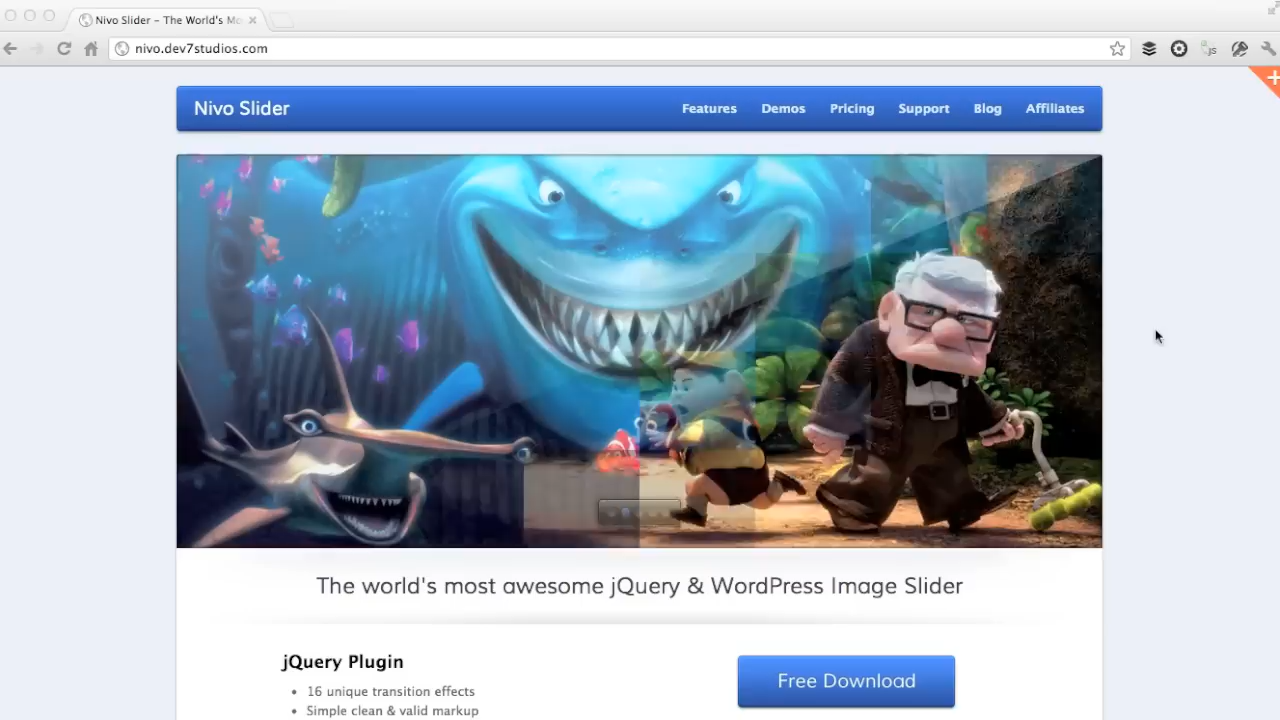 Nivo Slider – The World's Mo
nivo.dev7studios.com
js
Nivo Slider
Features Demos Pricing Support Blog Affiliates
The world's most awesome jQuery & WordPress Image Slider
jQuery Plugin
• 16 unique transition effects
• Simple clean & valid markup
Free Download